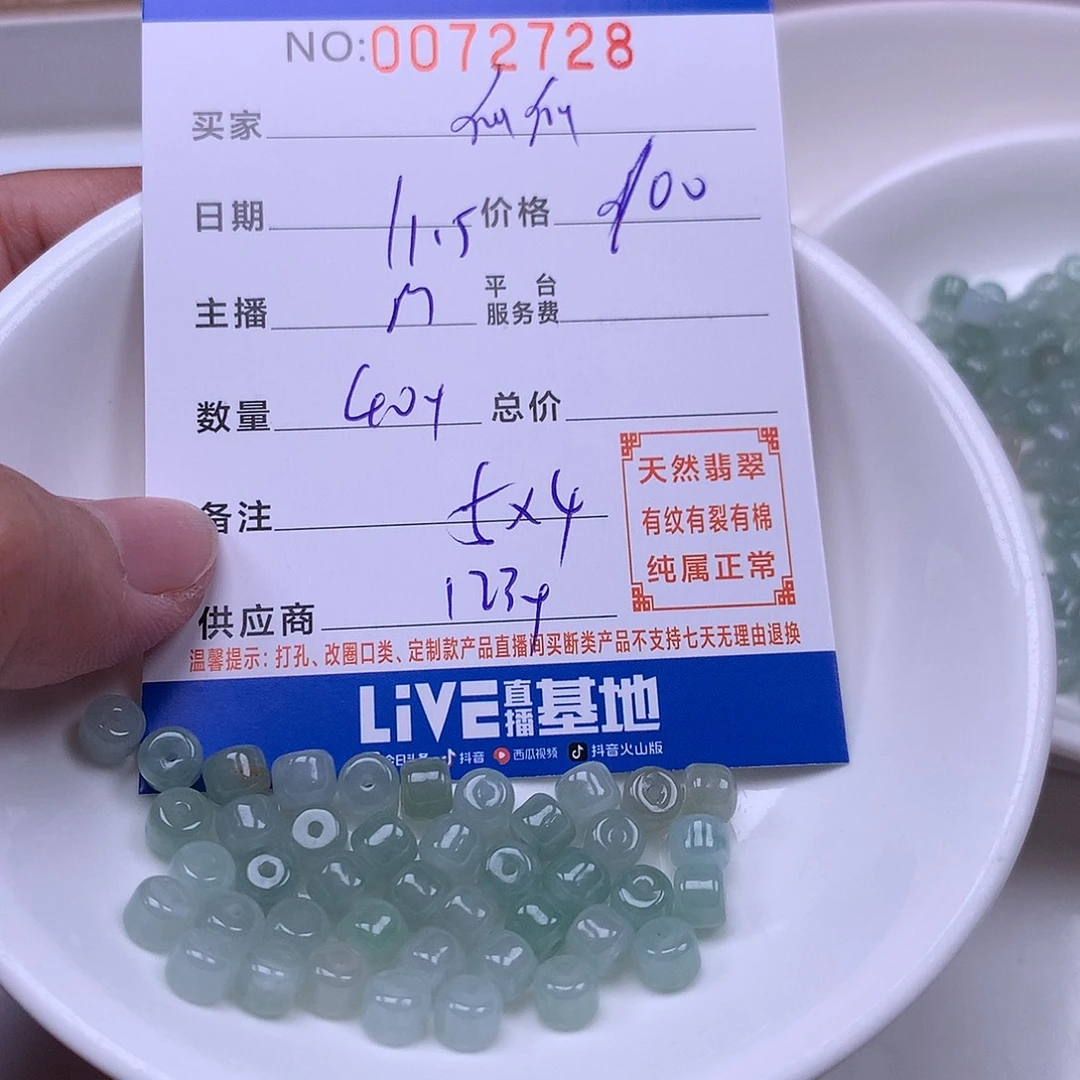 NO:0072728
买家
日期 11.5 价格 100
主播 M 平台服务费
数量 总价
备注 5×4
123
供应商
天然翡翠
有纹有裂有棉
纯属正常
温馨提示：打孔、改圈口类、定制款产品直播间买断类产品不支持七天无理由退换
LiVE直播基地
今日头条 抖音 西瓜视频 抖音火山版